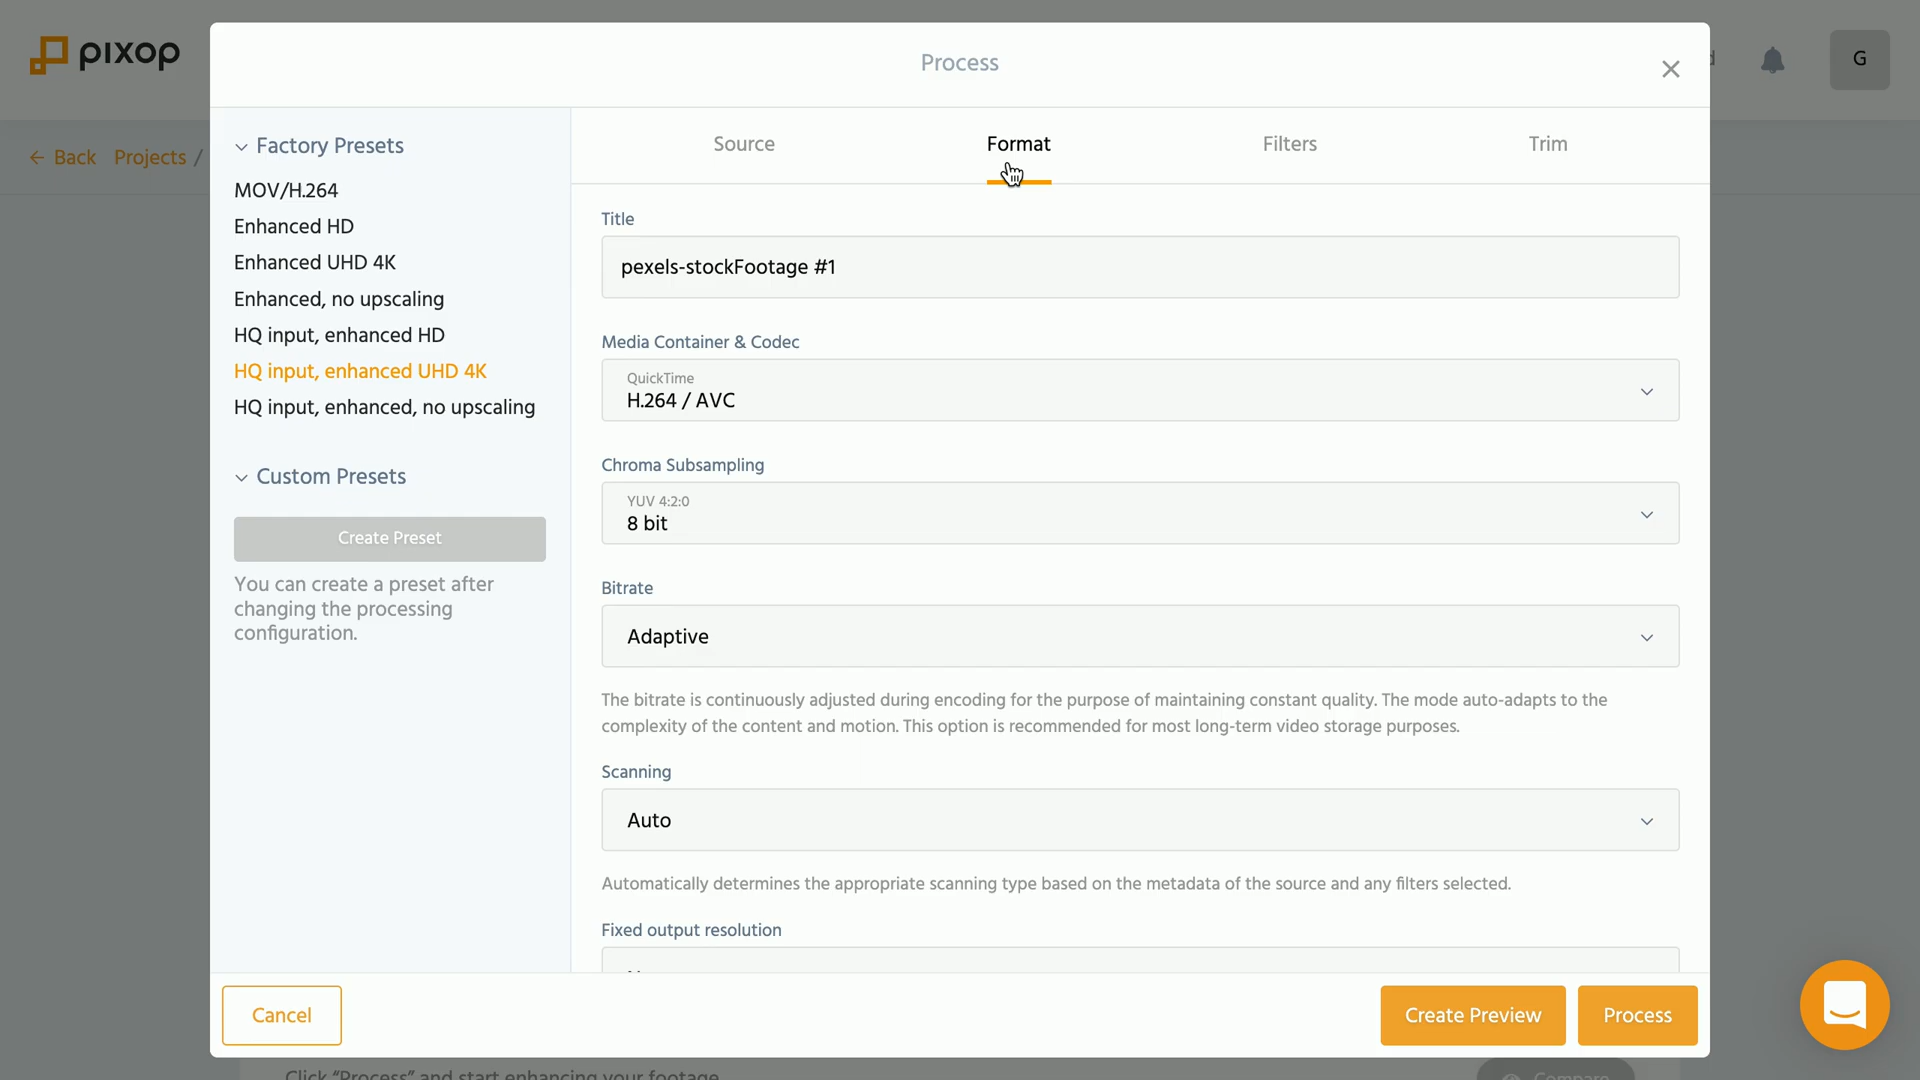 pixop
Process
G
← Back Projects /
Factory Presets
MOV/H.264
Enhanced HD
Enhanced UHD 4K
Enhanced, no upscaling
HQ input, enhanced HD
HQ input, enhanced UHD 4K
HQ input, enhanced, no upscaling
Custom Presets
Create Preset
You can create a preset after
changing the processing
configuration.
Source Format Filters Trim
Title
pexels-stockFootage #1
Media Container & Codec
QuickTime
H.264 / AVC
Chroma Subsampling
YUV 4:2:0
8 bit
Bitrate
Adaptive
The bitrate is continuously adjusted during encoding for the purpose of maintaining constant quality. The mode auto-adapts to the
complexity of the content and motion. This option is recommended for most long-term video storage purposes.
Scanning
Auto
Automatically determines the appropriate scanning type based on the metadata of the source and any filters selected.
Fixed output resolution
Cancel
Create Preview
Process
Click "Process" and start enhancing your footage
Compare